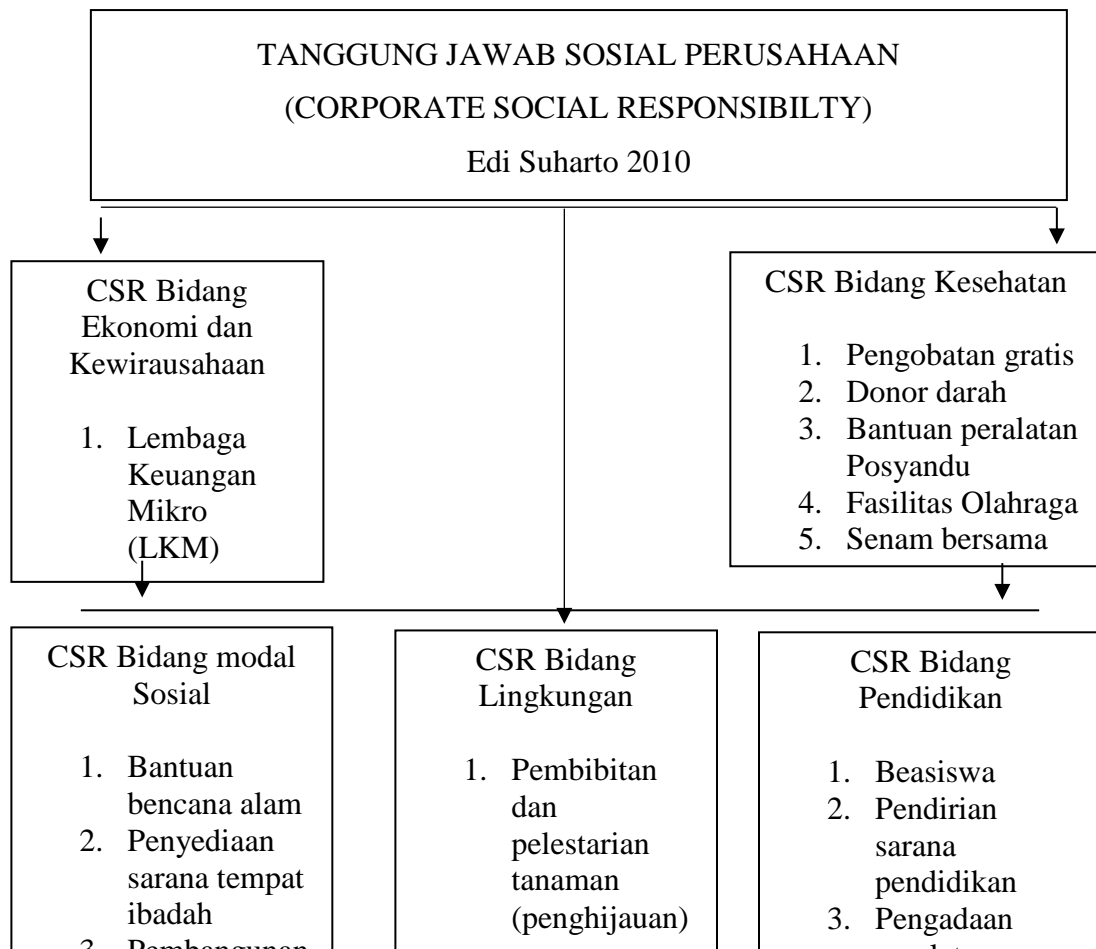 TANGGUNG JAWAB SOSIAL PERUSAHAAN
(CORPORATE SOCIAL RESPONSIBILTY)
Edi Suharto 2010
CSR Bidang
Ekonomi dan
Kewirausahaan
1. Lembaga
Keuangan
Mikro
(LKM)
CSR Bidang Kesehatan
1. Pengobatan gratis
2. Donor darah
3. Bantuan peralatan
Posyandu
4. Fasilitas Olahraga
5. Senam bersama
CSR Bidang modal
Sosial
1. Bantuan
bencana alam
2. Penyediaan
sarana tempat
ibadah
3. Pembangunan
CSR Bidang
Lingkungan
1. Pembibitan
dan
pelestarian
tanaman
(penghijauan)
CSR Bidang
Pendidikan
1. Beasiswa
2. Pendirian
sarana
pendidikan
3. Pengadaan